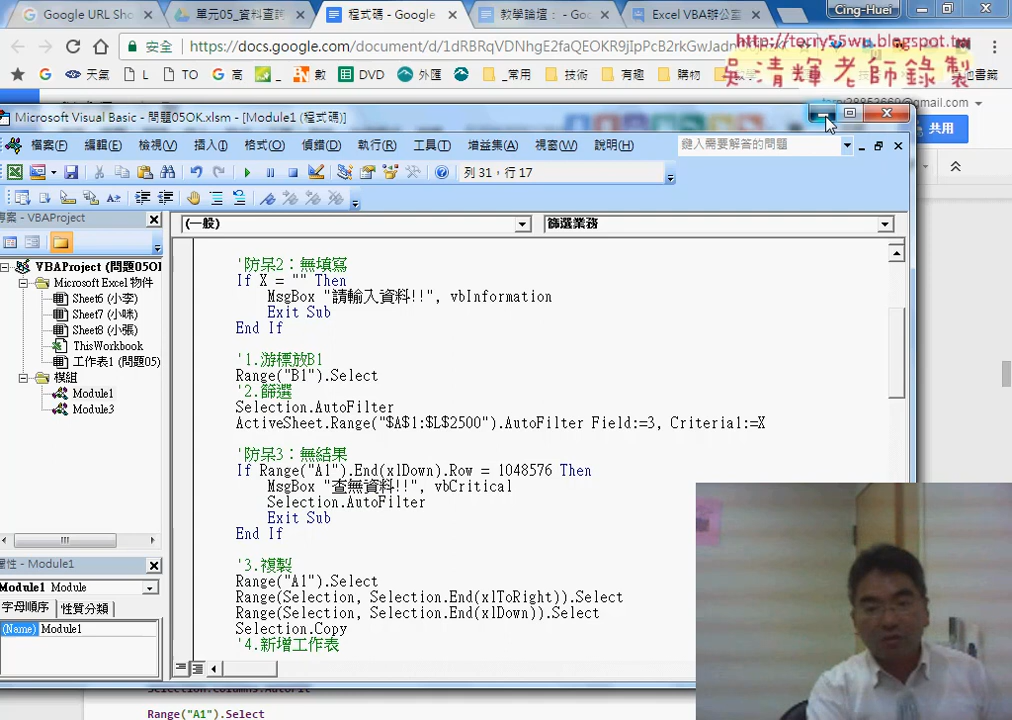 Cing-Huei
Google URL Sho
單元05_資料查詢
程式碼 - Google
教學論壇: - Goo
Excel VBA辦公室
安全
https://docs.google.com/document/d/1dRBRqVDNhgE2faQEOKR9jIpPcB2rkGwJadn
http://terry55wu.blogspot.tw
吳清輝老師錄製
天氣
L
TO
高
數
DVD
外匯
_常用
技術
有趣
購物
共用
Microsoft Visual Basic - 問題05OK.xlsm - [Module1 (程式碼)]
檔案(F)
編輯(E)
檢視(V)
插入(I)
格式(O)
偵錯(D)
執行(R)
工具(T)
增益集(A)
視窗(W)
說明(H)
鍵入需要解答的問題
列 31，行 17
專案 - VBAProject
(一般)
篩選業務
VBAProject (問題05O
Microsoft Excel 物件
Sheet6 (小李)
Sheet7 (小咪)
Sheet8 (小張)
ThisWorkbook
工作表1 (問題05)
模組
Module1
Module3
屬性 - Module1
Module1 Module
字母順序
性質分類
(Name)
Module1
'防呆2：無填寫
If X = "" Then
MsgBox "請輸入資料!!", vbInformation
Exit Sub
End If
'1.游標放B1
Range("B1").Select
'2.篩選
Selection.AutoFilter
ActiveSheet.Range("$A$1:$L$2500").AutoFilter Field:=3, Criteria1:=X
'防呆3：無結果
If Range("A1").End(xlDown).Row = 1048576 Then
MsgBox "查無資料!!", vbCritical
Selection.AutoFilter
Exit Sub
End If
'3.複製
Range("A1").Select
Range(Selection, Selection.End(xlToRight)).Select
Range(Selection, Selection.End(xlDown)).Select
Selection.Copy
'4.新增工作表
Range("A1").Select